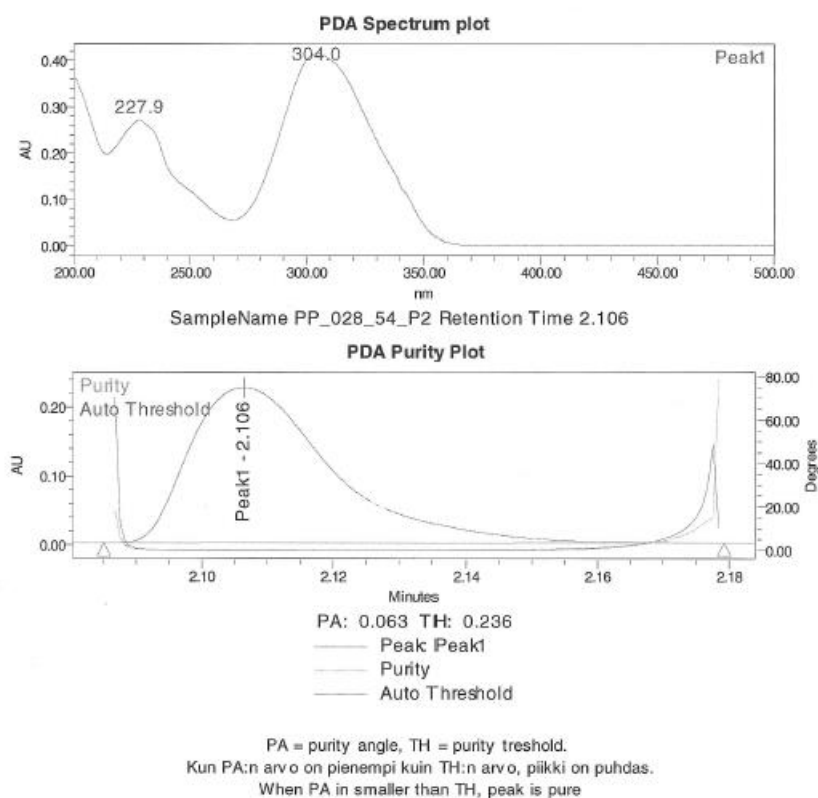 PDA Spectrum plot
304.0
Peak1
227.9
AU
0.40
0.30
0.20
0.10
0.00
200.00 250.00 300.00 350.00 400.00 450.00 500.00
nm
SampleName PP_028_54_P2 Retention Time 2.106
PDA Purity Plot
Purity
Auto Threshold
Peak1 - 2.106
AU
0.20
0.10
0.00
80.00
60.00
40.00
20.00
0.00
Degrees
2.10 2.12 2.14 2.16 2.18
Minutes
PA: 0.063 TH: 0.236
Peak: Peak1
Purity
Auto Threshold
PA = purity angle, TH = purity treshold.
Kun PA:n arvo on pienempi kuin TH:n arvo, piikki on puhdas.
When PA in smaller than TH, peak is pure